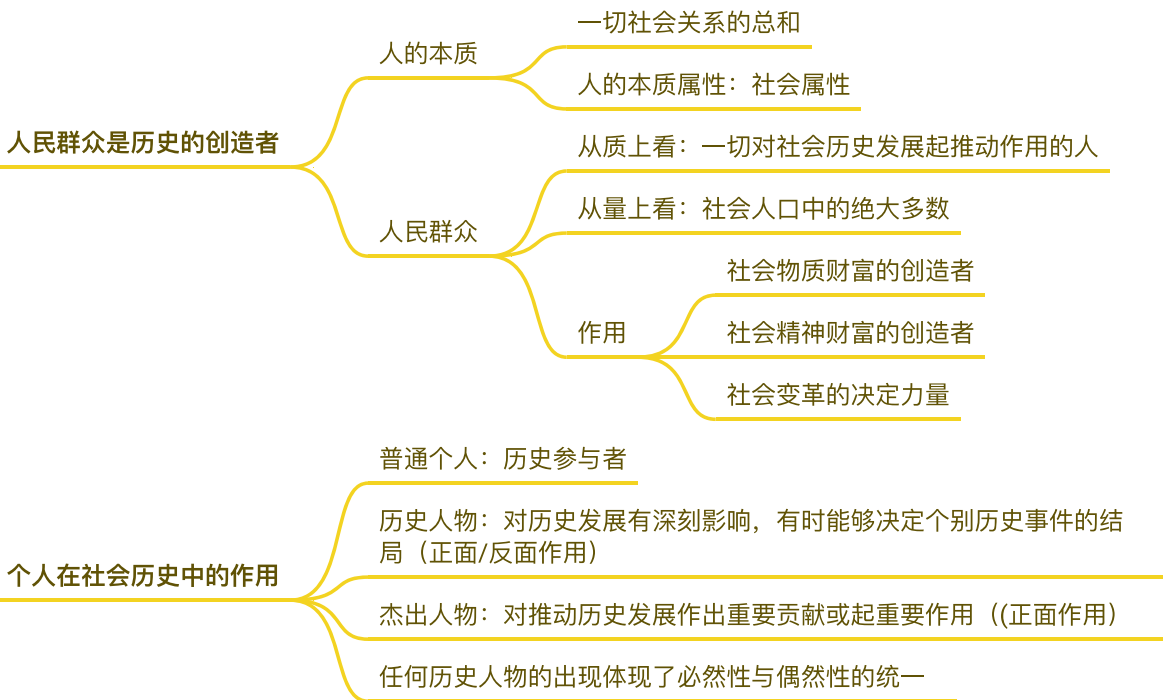 人民群众是历史的创造者
人的本质
一切社会关系的总和
人的本质属性：社会属性
人民群众
从质上看：一切对社会历史发展起推动作用的人
从量上看：社会人口中的绝大多数
作用
社会物质财富的创造者
社会精神财富的创造者
社会变革的决定力量
个人在社会历史中的作用
普通个人：历史参与者
历史人物：对历史发展有深刻影响，有时能够决定个别历史事件的结
局（正面/反面作用）
杰出人物：对推动历史发展作出重要贡献或起重要作用（(正面作用）
任何历史人物的出现体现了必然性与偶然性的统一